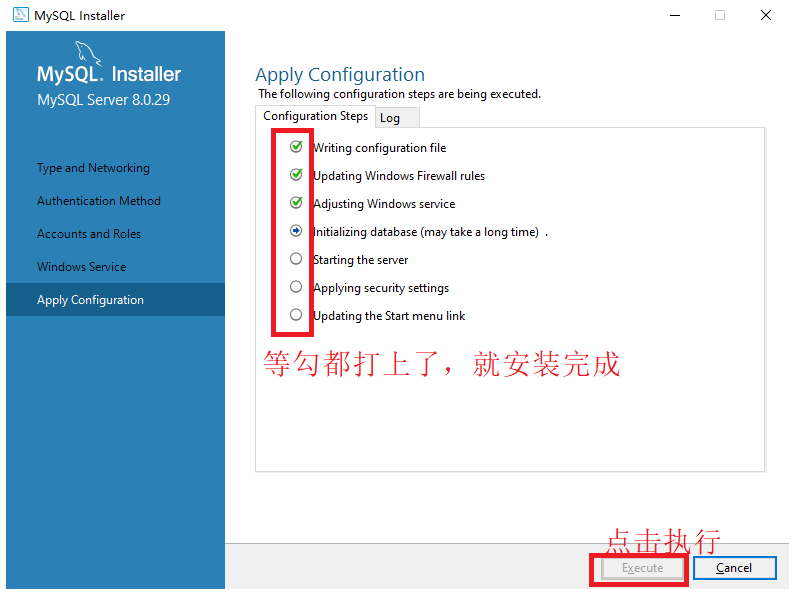 MySQL Installer
MySQL. Installer
MySQL Server 8.0.29
Type and Networking
Authentication Method
Accounts and Roles
Windows Service
Apply Configuration
Apply Configuration
The following configuration steps are being executed.
Configuration Steps
Log
Writing configuration file
Updating Windows Firewall rules
Adjusting Windows service
Initializing database (may take a long time) .
Starting the server
Applying security settings
Updating the Start menu link
等勾都打上了，就安装完成
点击执行
Execute
Cancel